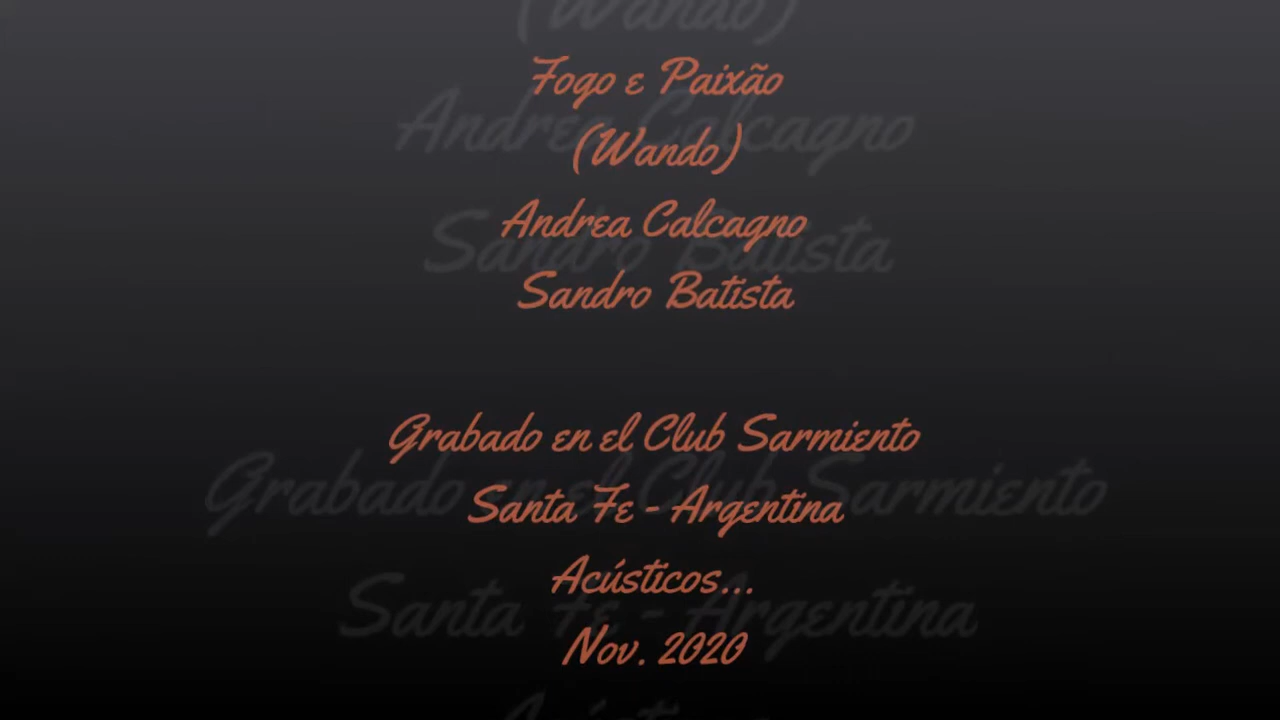 Fogo e Paixão
(Wando)
Andrea Calcagno
Sandro Batista
Grabado en el Club Sarmiento
Santa Fe - Argentina
Acústicos...
Nov. 2020